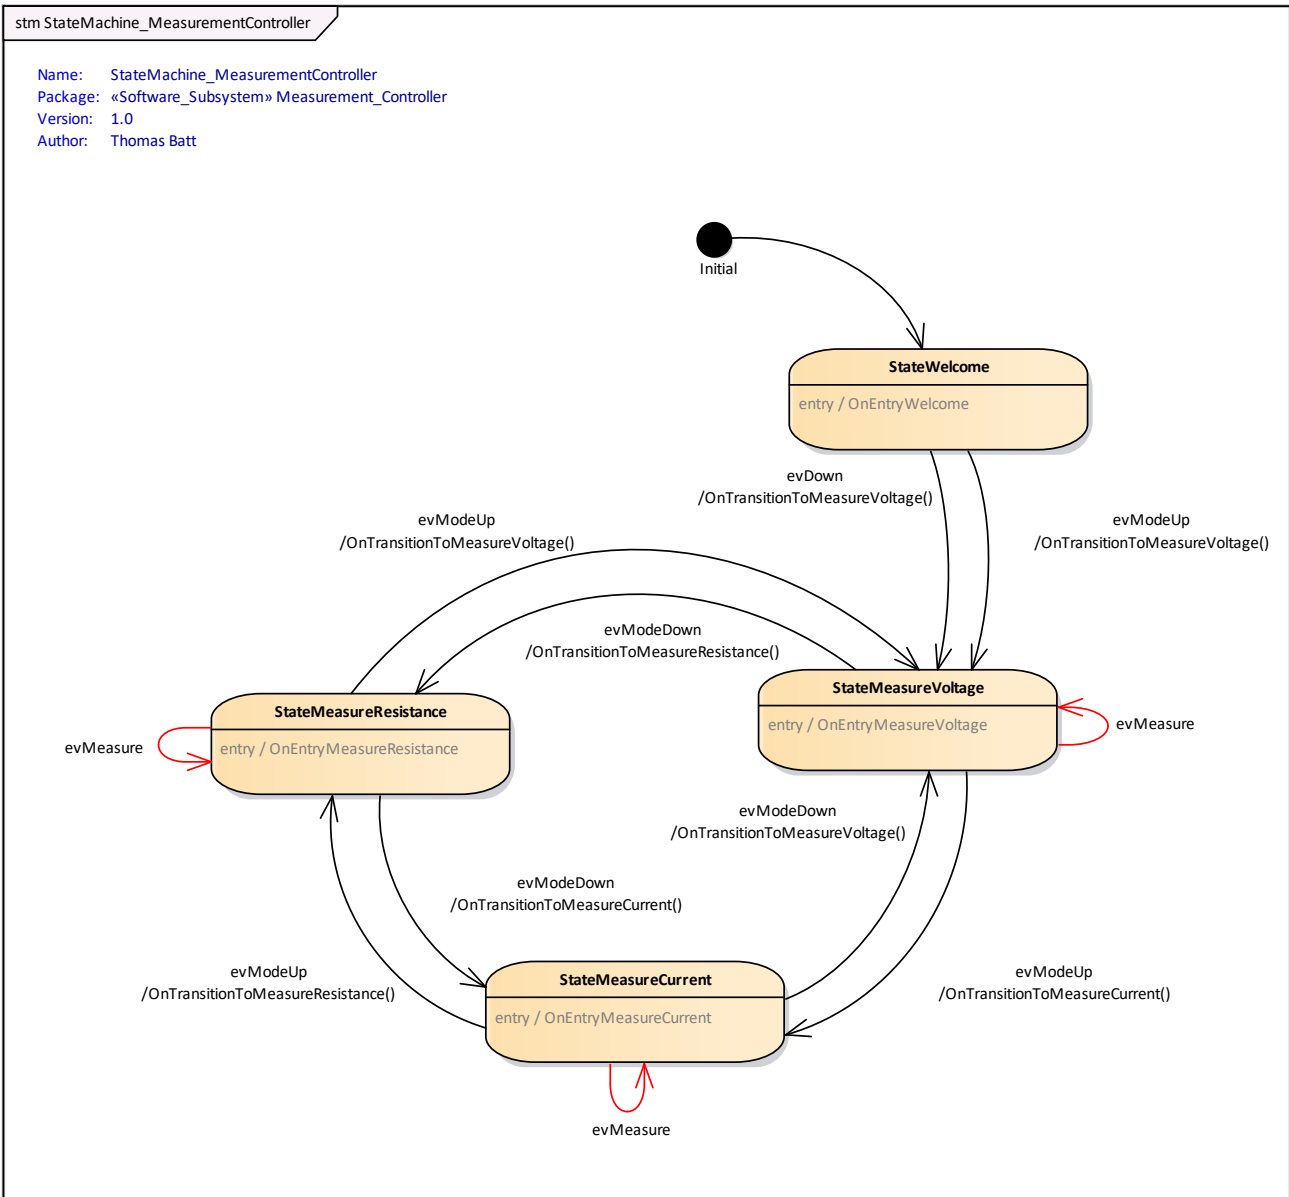 stm StateMachine_MeasurementController
Name: StateMachine_MeasurementController
Package: «Software_Subsystem» Measurement_Controller
Version: 1.0
Author: Thomas Batt
Initial
StateWelcome
entry / OnEntryWelcome
evDown
/OnTransitionToMeasureVoltage()
evModeUp
/OnTransitionToMeasureVoltage()
evModeUp
/OnTransitionToMeasureVoltage()
evModeDown
/OnTransitionToMeasureResistance()
StateMeasureVoltage
entry / OnEntryMeasureVoltage
evMeasure
StateMeasureResistance
entry / OnEntryMeasureResistance
evMeasure
evModeDown
/OnTransitionToMeasureVoltage()
evModeDown
/OnTransitionToMeasureCurrent()
evModeUp
/OnTransitionToMeasureResistance()
StateMeasureCurrent
entry / OnEntryMeasureCurrent
evModeUp
/OnTransitionToMeasureCurrent()
evMeasure